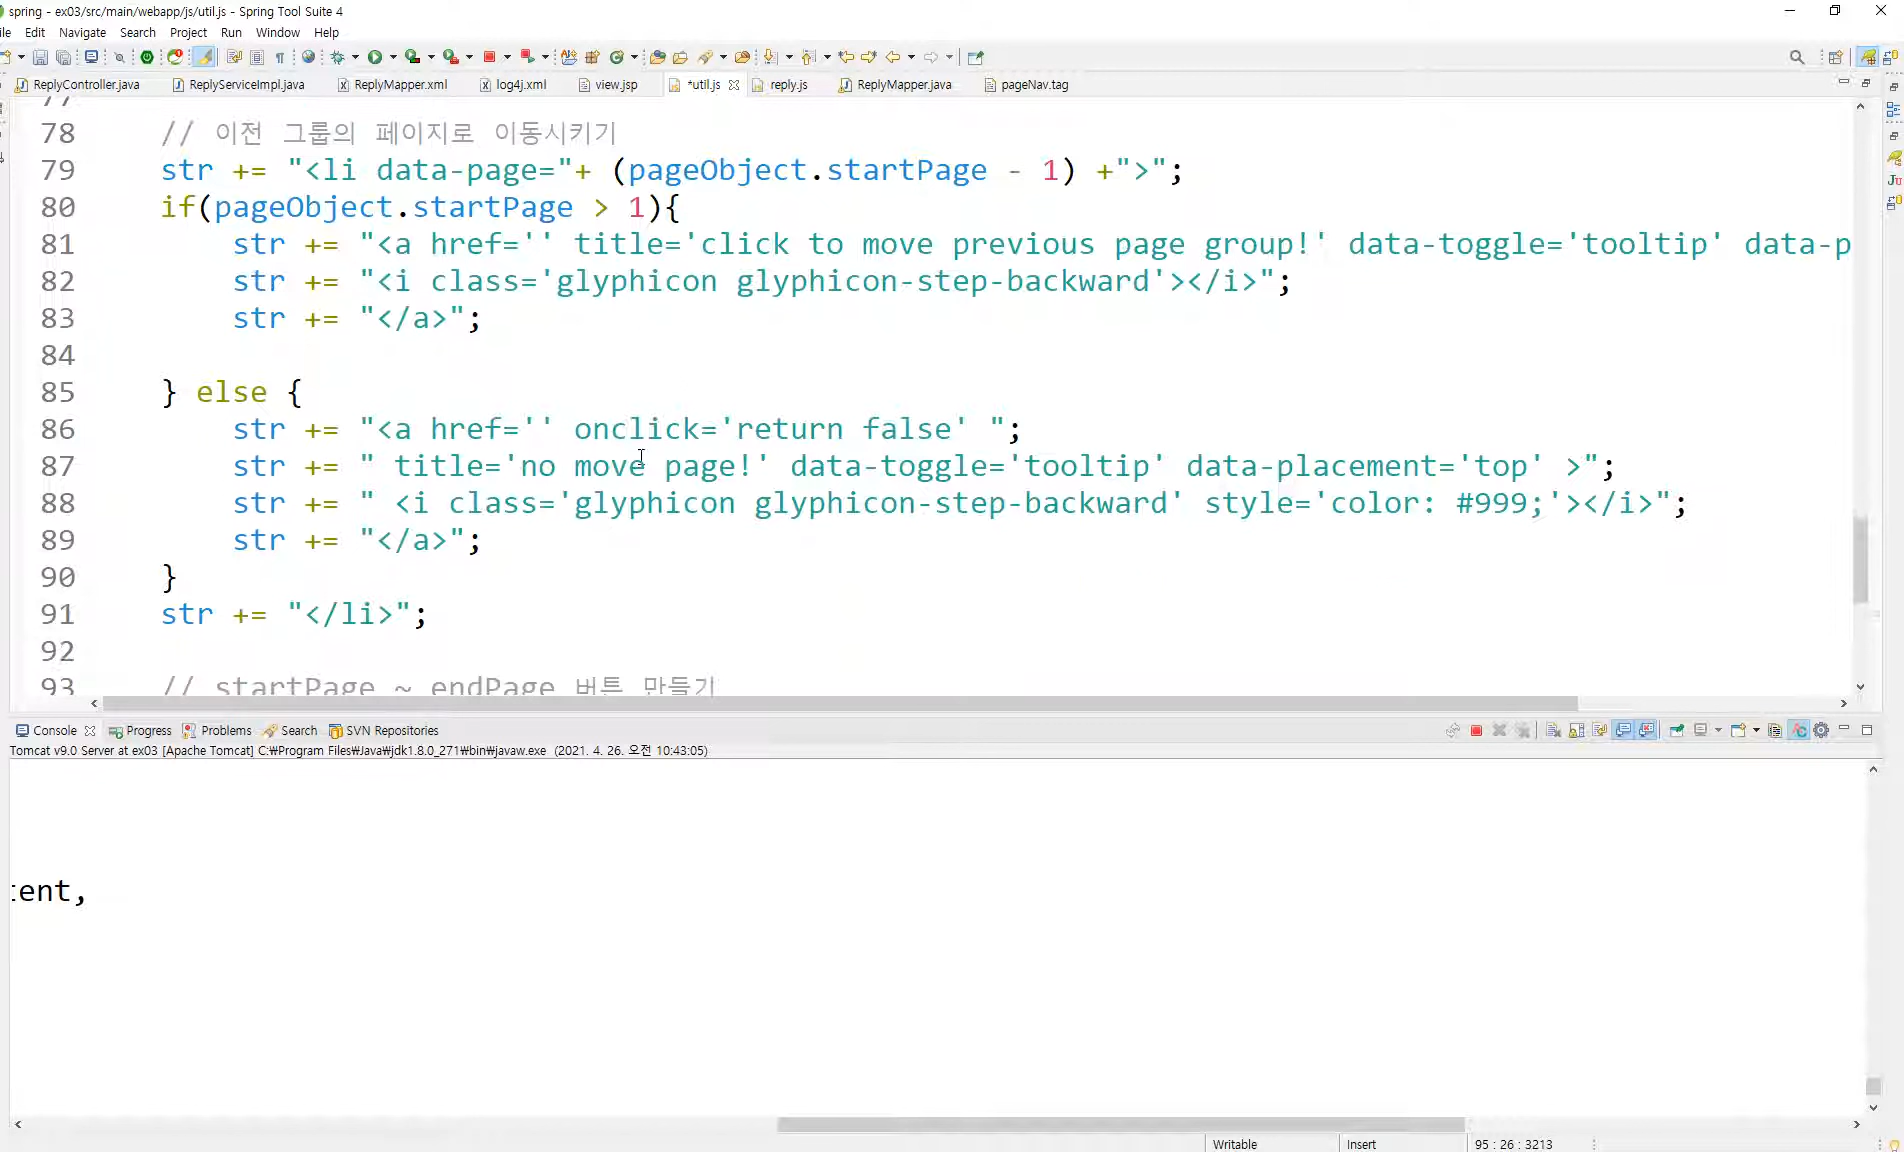 spring - ex03/src/main/webapp/js/util.js - Spring Tool Suite 4
Edit Navigate Search Project Run Window Help
ReplyController.java ReplyServiceImpl.java ReplyMapper.xml log4j.xml view.jsp *util.js reply.js ReplyMapper.java pageNav.tag
77
78 // 이전 그룹의 페이지로 이동시키기
79 str += "<li data-page="+ (pageObject.startPage - 1) +">";
80 if(pageObject.startPage > 1){
81 str += "<a href='' title='click to move previous page group!' data-toggle='tooltip' data-p
82 str += "<i class='glyphicon glyphicon-step-backward'></i>";
83 str += "</a>";
84
85 } else {
86 str += "<a href='' onclick='return false' ";
87 str += " title='no move page!' data-toggle='tooltip' data-placement='top' >";
88 str += " <i class='glyphicon glyphicon-step-backward' style='color: #999;'></i>";
89 str += "</a>";
90 }
91 str += "</li>";
92
93 // startPage ~ endPage 버튼 만들기
Console Progress Problems Search SVN Repositories
Tomcat v9.0 Server at ex03 [Apache Tomcat] C:₩Program Files₩Java₩jdk1.8.0_271₩bin₩javaw.exe (2021. 4. 26. 오전 10:43:05)
tent,
Writable Insert 95 : 26 : 3213